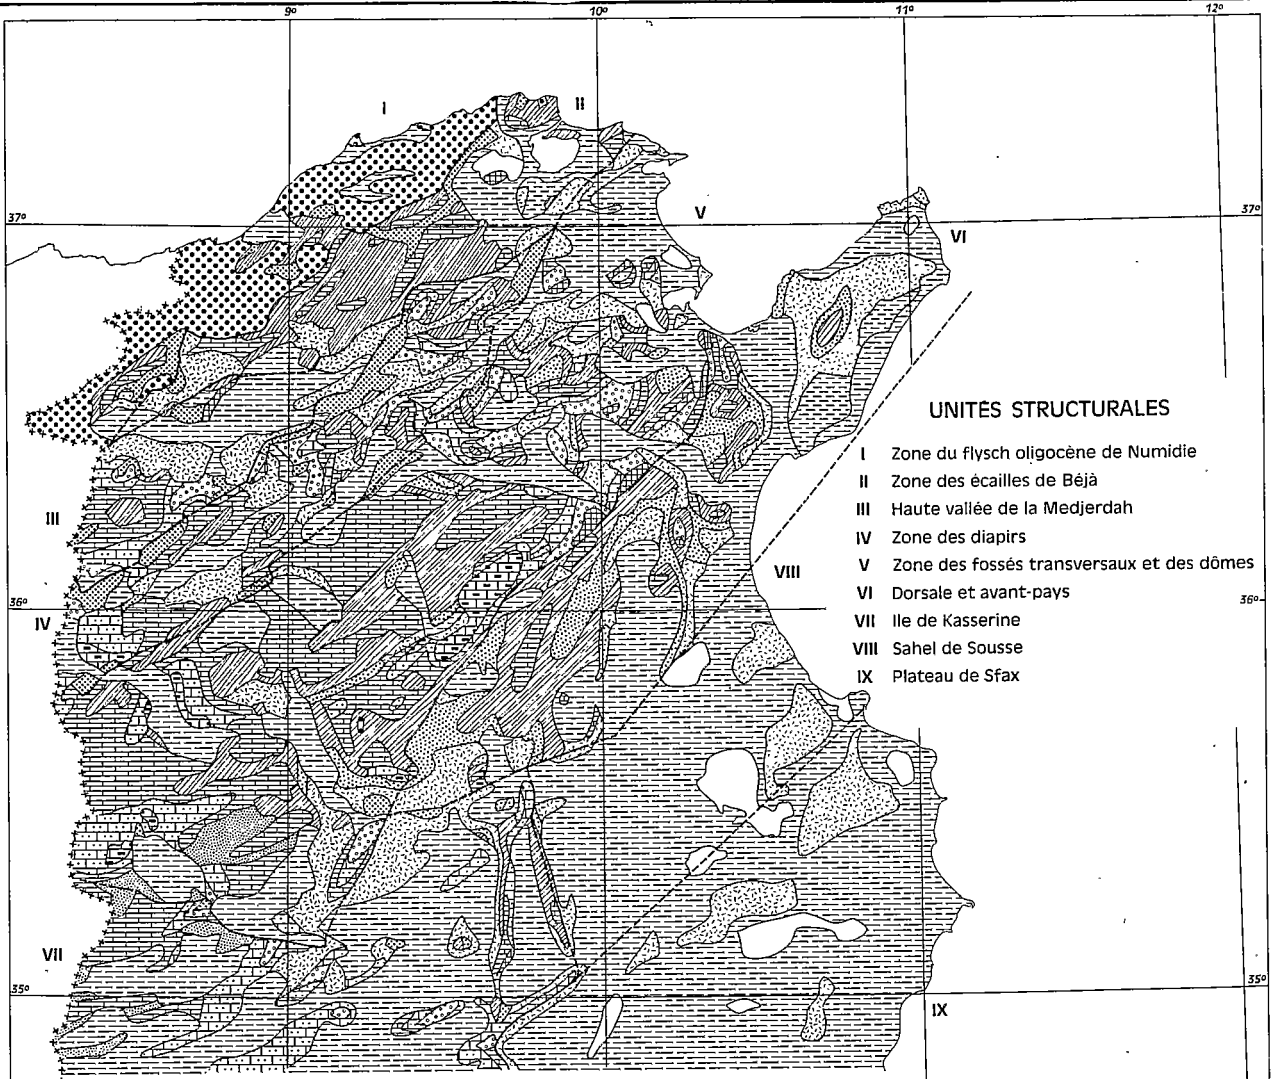 9º 10º 11º 12º
I II
37º V VI 37º
UNITÉS STRUCTURALES
I Zone du flysch oligocène de Numidie
II Zone des écailles de Béjà
III Haute vallée de la Medjerdah
IV Zone des diapirs
V Zone des fossés transversaux et des dômes
VI Dorsale et avant-pays
VII Ile de Kasserine
VIII Sahel de Sousse
IX Plateau de Sfax
III
VIII
36º 36º
IV
VII
35º 35º
IX